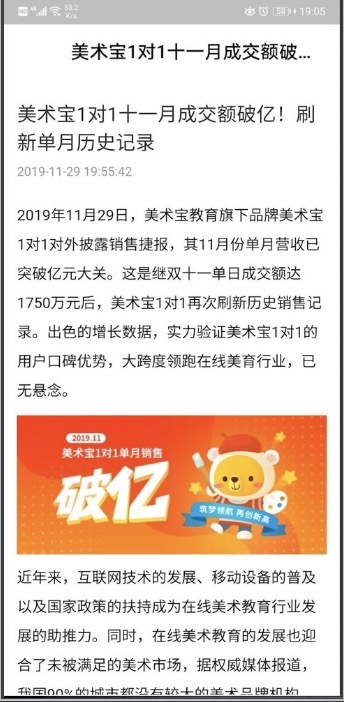 HD 46 83.2 K/s 58 19:05
美术宝1对1十一月成交额破...
美术宝1对1十一月成交额破亿！刷
新单月历史记录
2019-11-29 19:55:42
2019年11月29日，美术宝教育旗下品牌美术宝
1对1对外披露销售捷报，其11月份单月营收已
突破亿元大关。这是继双十一单日成交额达
1750万元后，美术宝1对1再次刷新历史销售记
录。出色的增长数据，实力验证美术宝1对1的
用户口碑优势，大跨度领跑在线美育行业，已
无悬念。
2019.11
美术宝1对1单月销售
破亿
筑梦领航 再创新高
近年来，互联网技术的发展、移动设备的普及
以及国家政策的扶持成为在线美术教育行业发
展的助推力。同时，在线美术教育的发展也迎
合了未被满足的美术市场，据权威媒体报道，
我国90%的城市都没有较大的美术品牌机构